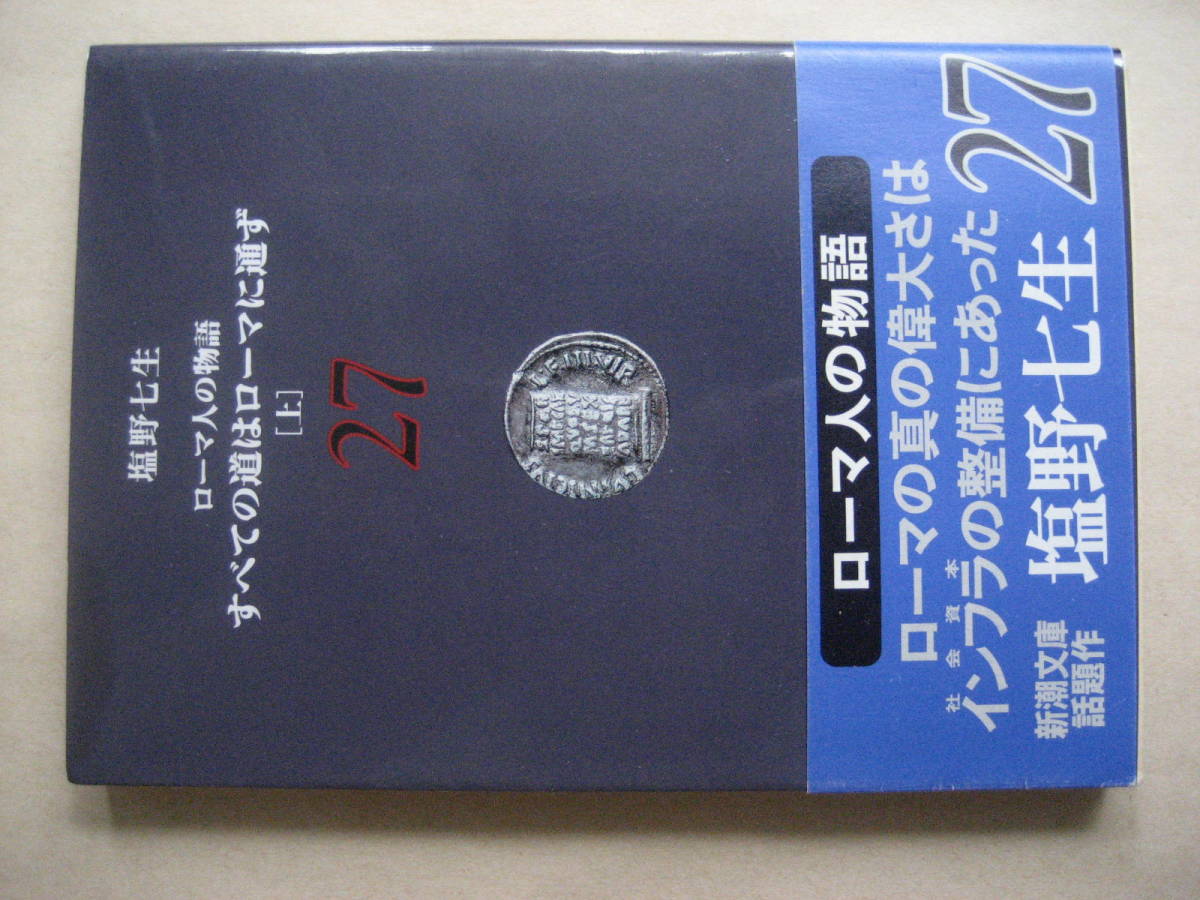 塩野七生
ローマ人の物語
すべての道はローマに通ず
[上]
27
ローマ人の物語
ローマの真の偉大さは
社会資本
インフラの整備にあった
27
新潮文庫
話題作
塩野七生